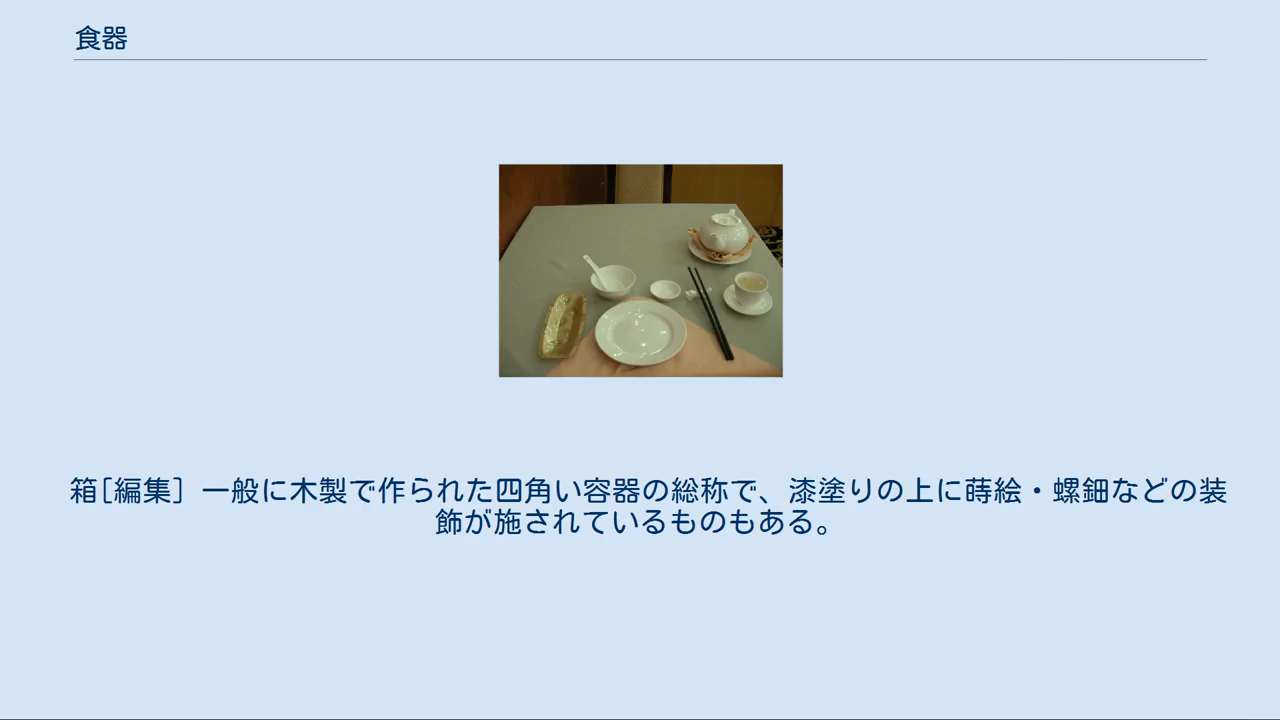 食器
箱[編集] 一般に木製で作られた四角い容器の総称で、漆塗りの上に蒔絵・螺鈿などの装
飾が施されているものもある。